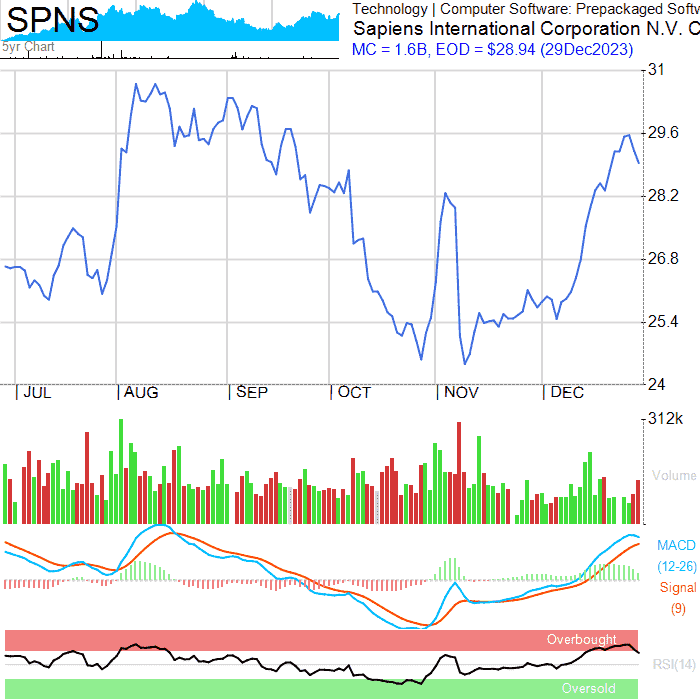 SPNS
5yr Chart
Technology | Computer Software: Prepackaged Softw
Sapiens International Corporation N.V. C
MC = 1.6B, EOD = $28.94 (29Dec2023)
31
29.6
28.2
26.8
25.4
24
JUL AUG SEP OCT NOV DEC
312k
Volume
MACD
(12-26)
Signal
(9)
Overbought
RSI(14)
Oversold